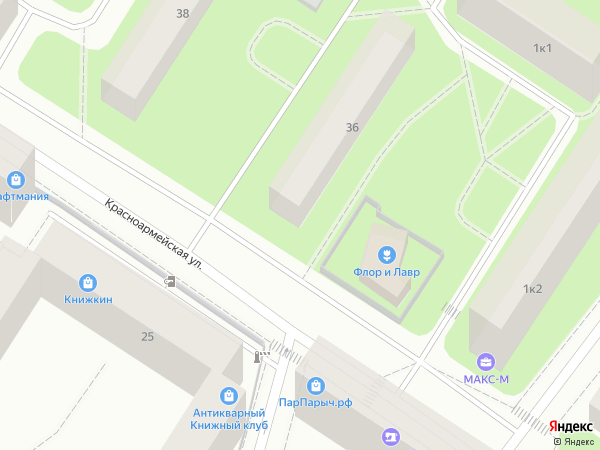 38
1к1
36
афтмания
Красноармейская ул.
Флор и Лавр
Книжкин
1к2
25
МАКС-М
ПарПарыч.рф
Антикварный
Книжный клуб
Яндекс
© Яндекс